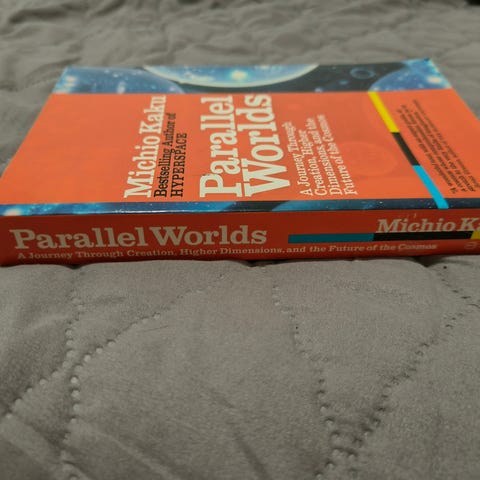 Michio Kaku
Bestselling Author of
HYPERSPACE
Parallel
Worlds
A Journey Through
Creation, Higher
Dimensions, and the
Future of the Cosmos
Parallel Worlds
Michio K
A Journey Through Creation, Higher Dimensions, and the Future of the Cosmos